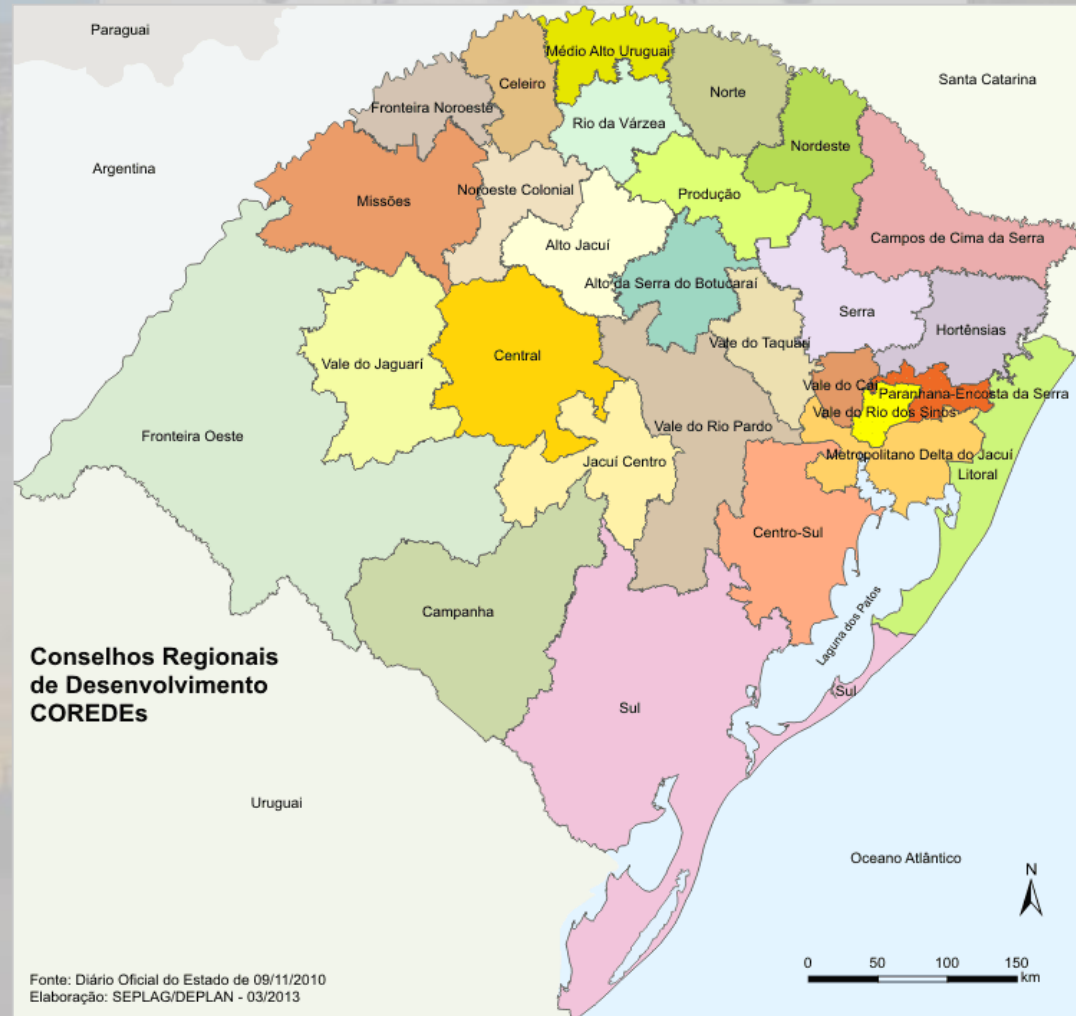 Paraguai
Médio Alto Uruguai
Celeiro
Santa Catarina
Norte
Fronteira Noroeste
Rio da Várzea
Nordeste
Argentina
Noroeste Colonial
Produção
Missões
Campos de Cima da Serra
Alto Jacuí
Alto da Serra do Botucaraí
Serra
Hortênsias
Vale do Taquari
Central
Vale do Jaguarí
Vale do Caí
Paranhana-Encosta da Serra
Vale do Rio dos Sinos
Vale do Rio Pardo
Fronteira Oeste
Metropolitano Delta do Jacuí
Jacuí Centro
Litoral
Centro-Sul
Campanha
Laguna dos Patos
Conselhos Regionais
de Desenvolvimento
COREDEs
Sul
Sul
Uruguai
Oceano Atlântico
N
0 50 100 150
km
Fonte: Diário Oficial do Estado de 09/11/2010
Elaboração: SEPLAG/DEPLAN - 03/2013